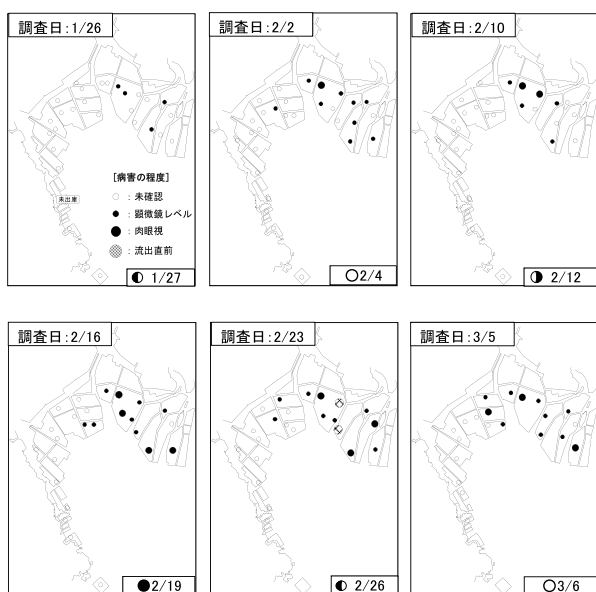 調査日:1/26
[病害の程度]
○ : 未確認
● : 顕微鏡レベル
● : 肉眼視
: 流出直前
未出庫
◐ 1/27
調査日:2/2
○2/4
調査日:2/10
◑ 2/12
調査日:2/16
●2/19
調査日:2/23
◐ 2/26
調査日:3/5
○3/6